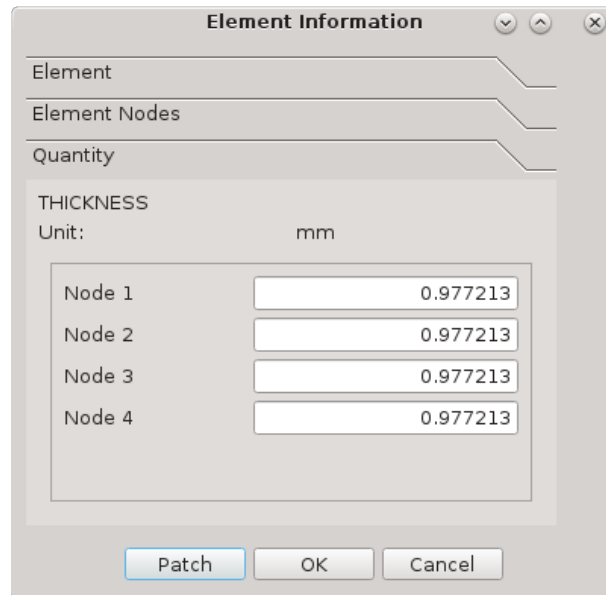 Element Information
Element
Element Nodes
Quantity
THICKNESS
Unit: mm
Node 1 0.977213
Node 2 0.977213
Node 3 0.977213
Node 4 0.977213
Patch OK Cancel